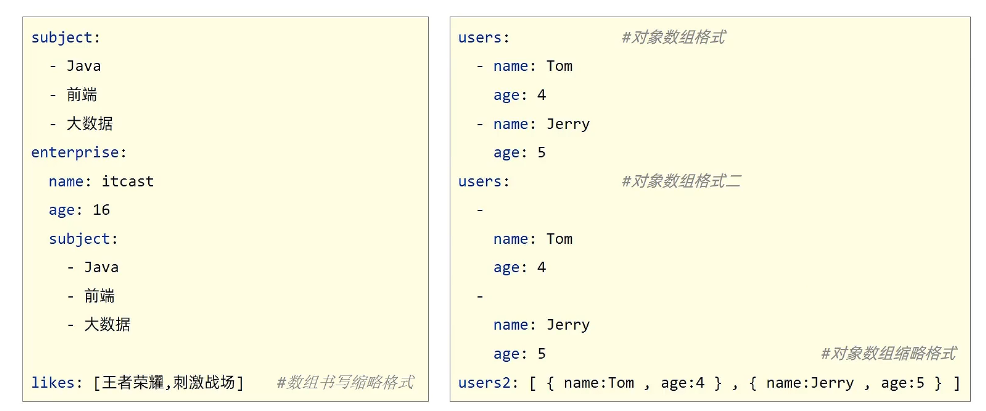 subject:
  - Java
  - 前端
  - 大数据
enterprise:
  name: itcast
  age: 16
  subject:
    - Java
    - 前端
    - 大数据
likes: [王者荣耀,刺激战场]    #数组书写缩略格式
users:    #对象数组格式
  - name: Tom
    age: 4
  - name: Jerry
    age: 5
users:    #对象数组格式二
  -
    name: Tom
    age: 4
  -
    name: Jerry
    age: 5    #对象数组缩略格式
users2: [ { name:Tom , age:4 } , { name:Jerry , age:5 } ]